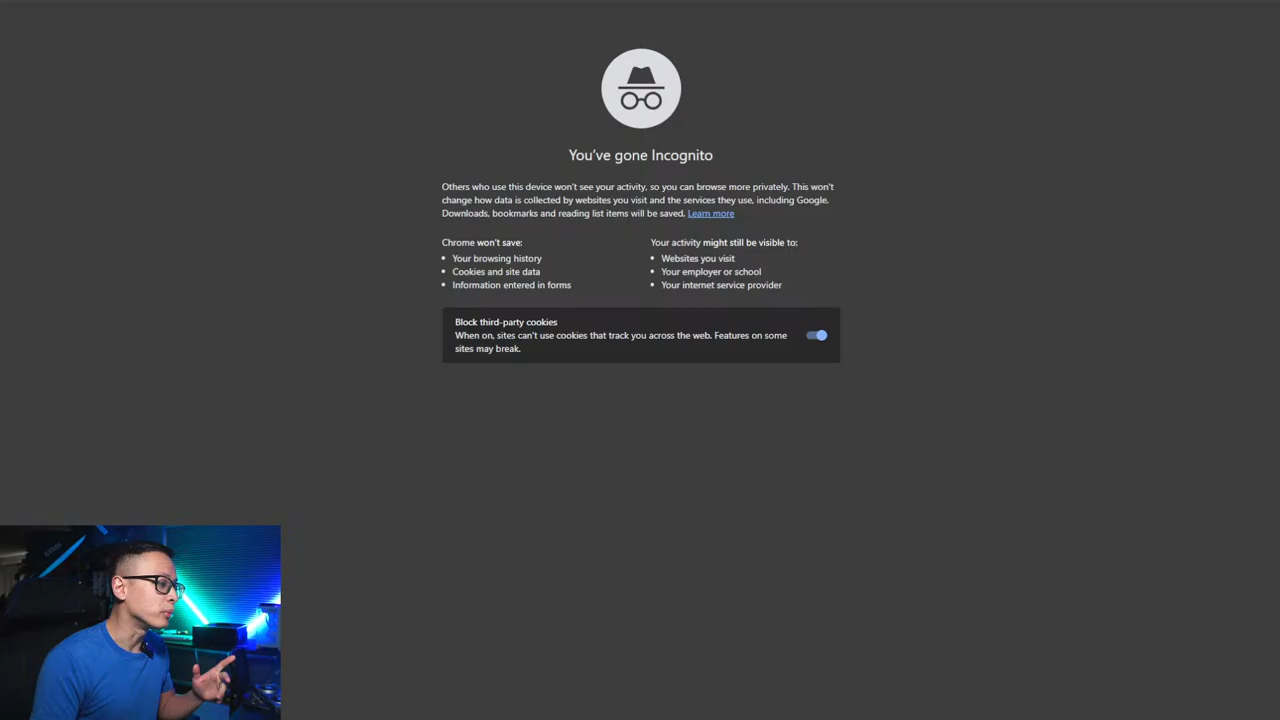 You've gone Incognito
Others who use this device won't see your activity, so you can browse more privately. This won't
change how data is collected by websites you visit and the services they use, including Google.
Downloads, bookmarks and reading list items will be saved. Learn more
Chrome won't save:
Your browsing history
Cookies and site data
Information entered in forms
Your activity might still be visible to:
Websites you visit
Your employer or school
Your internet service provider
Block third-party cookies
When on, sites can't use cookies that track you across the web. Features on some
sites may break.